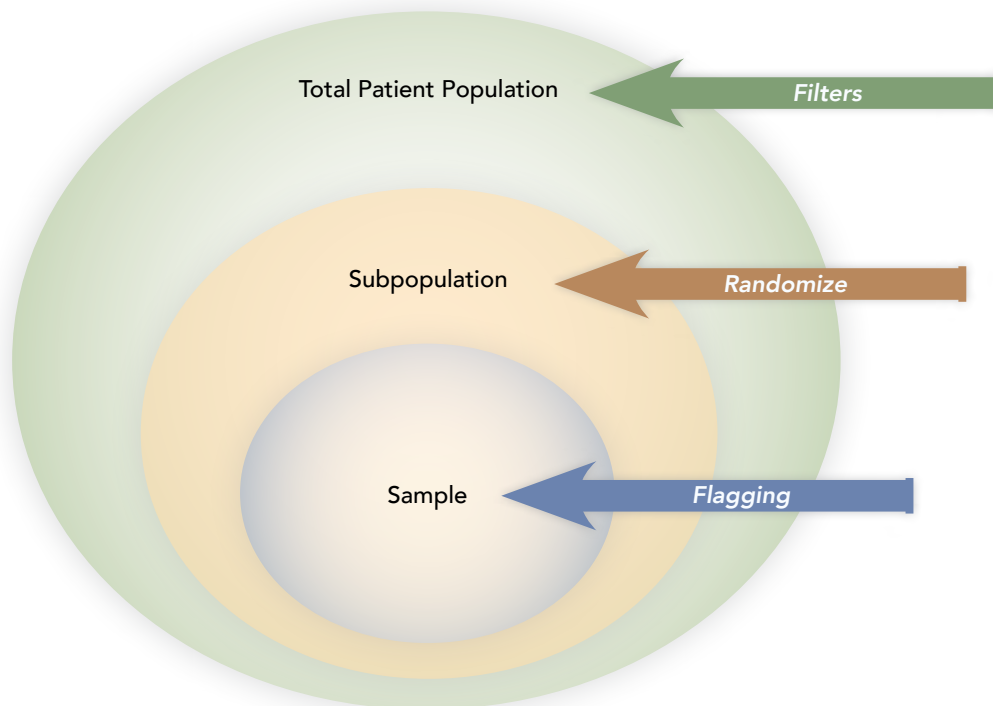 Total Patient Population
Filters
Subpopulation
Randomize
Sample
Flagging